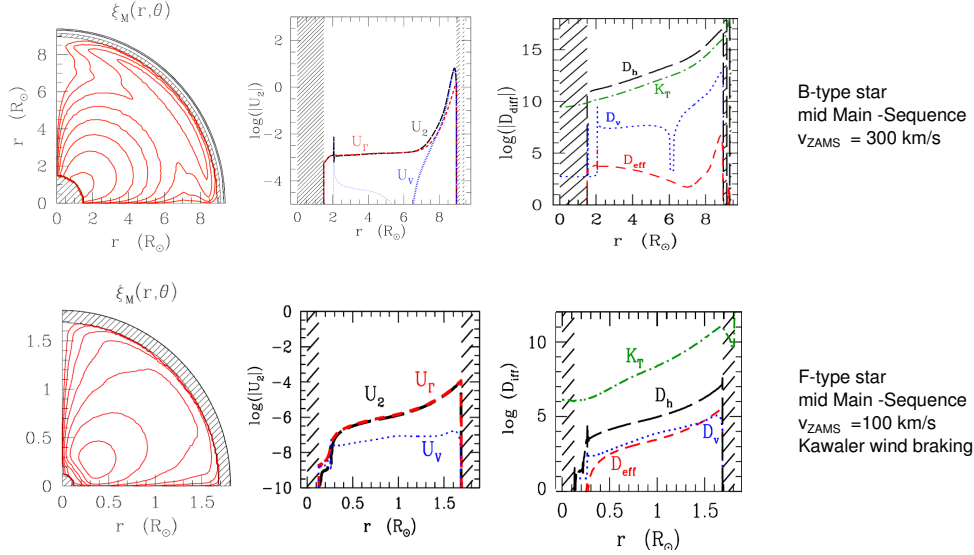 ξM(r,θ)
r (R⊙)
8
6
4
2
0
0 2 4 6 8
r (R⊙)
log(|U2|)
0
-2
-4
U2
Ur
Uv
2 4 6 8
r (R⊙)
log(|Ddiff|)
15
10
5
0
Dh
KT
Dv
Deff
0 2 4 6 8
r (R⊙)
B-type star
mid Main -Sequence
vZAMS = 300 km/s
ξM(r,θ)
r (R⊙)
1.5
1
0.5
0
0 0.5 1 1.5
r (R⊙)
log(|U2|)
0
-2
-4
-6
-8
-10
U2
Ur
Uv
0 0.5 1 1.5
r (R⊙)
log (Diff)
10
5
0
KT
Dh
Dv
Deff
0 0.5 1 1.5
r (R⊙)
F-type star
mid Main -Sequence
vZAMS =100 km/s
Kawaler wind braking